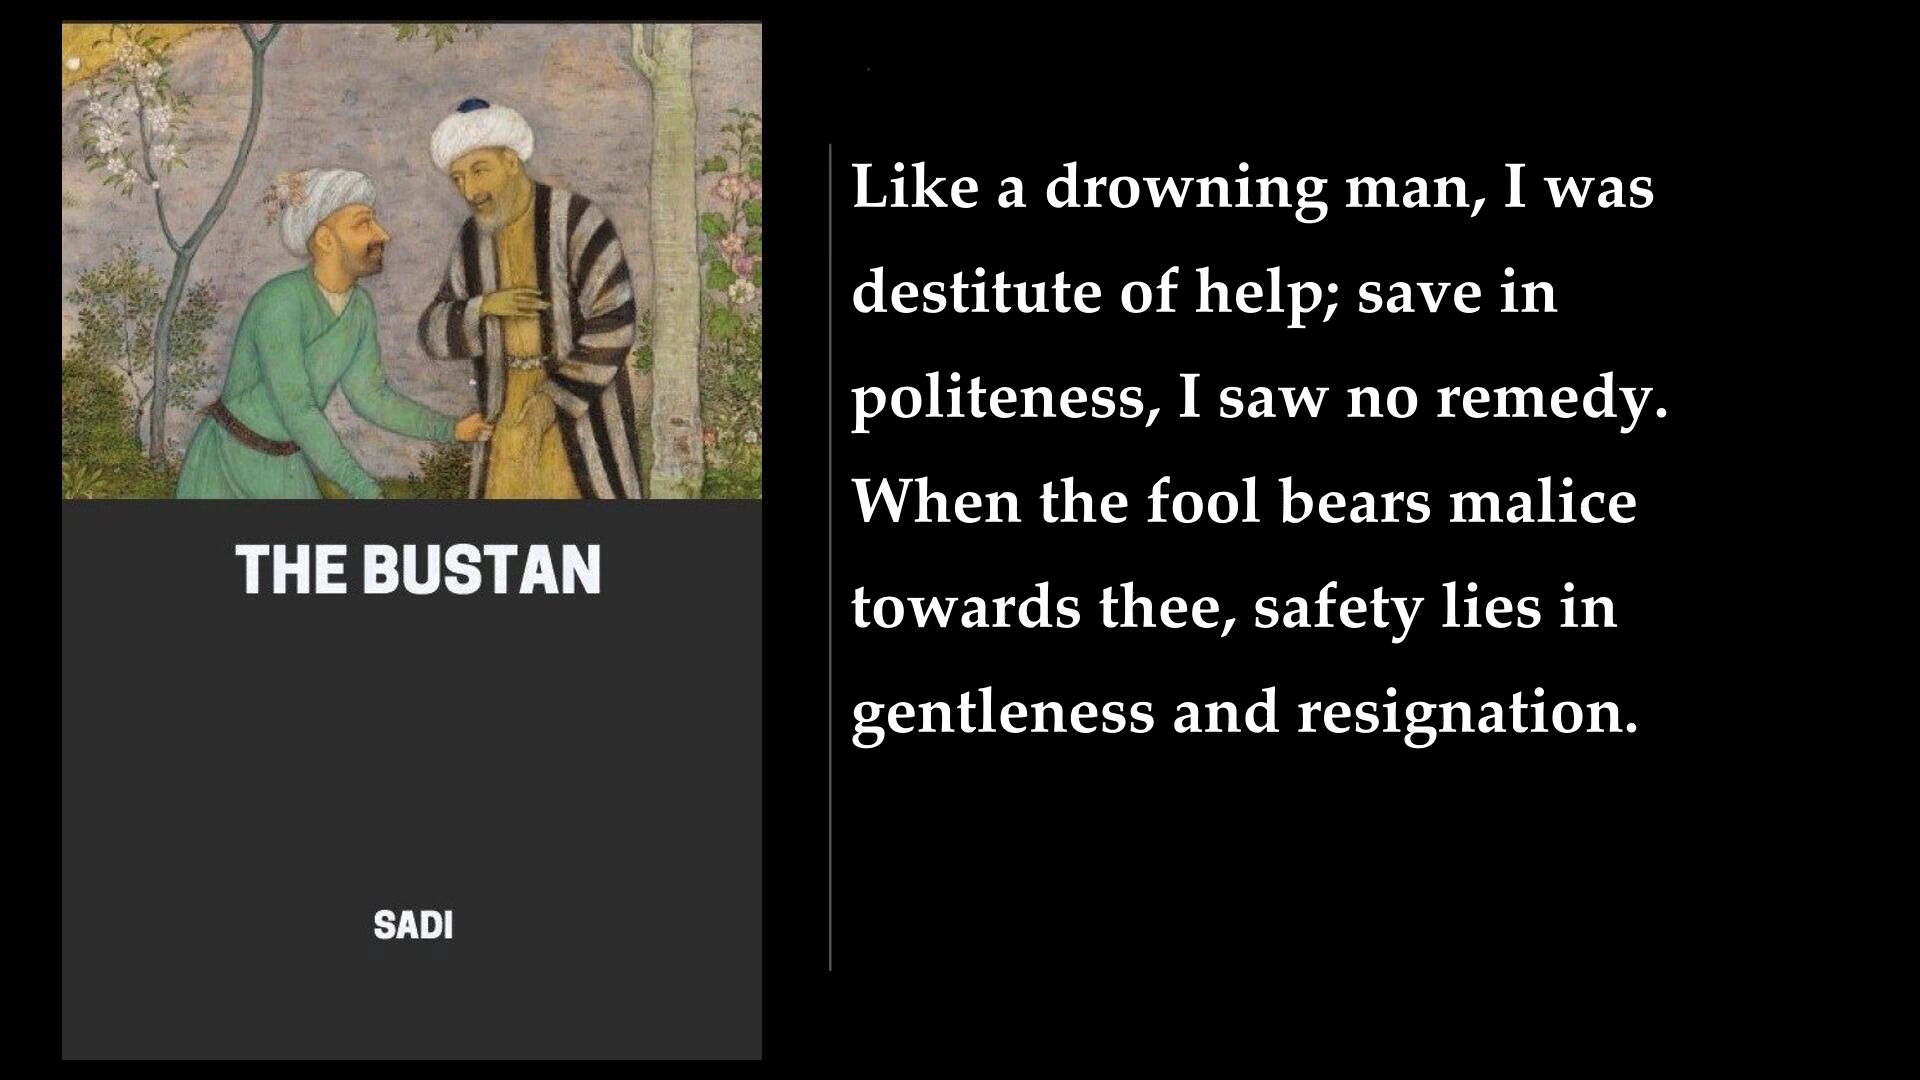 THE BUSTAN
SADI
Like a drowning man, I was
destitute of help; save in
politeness, I saw no remedy.
When the fool bears malice
towards thee, safety lies in
gentleness and resignation.